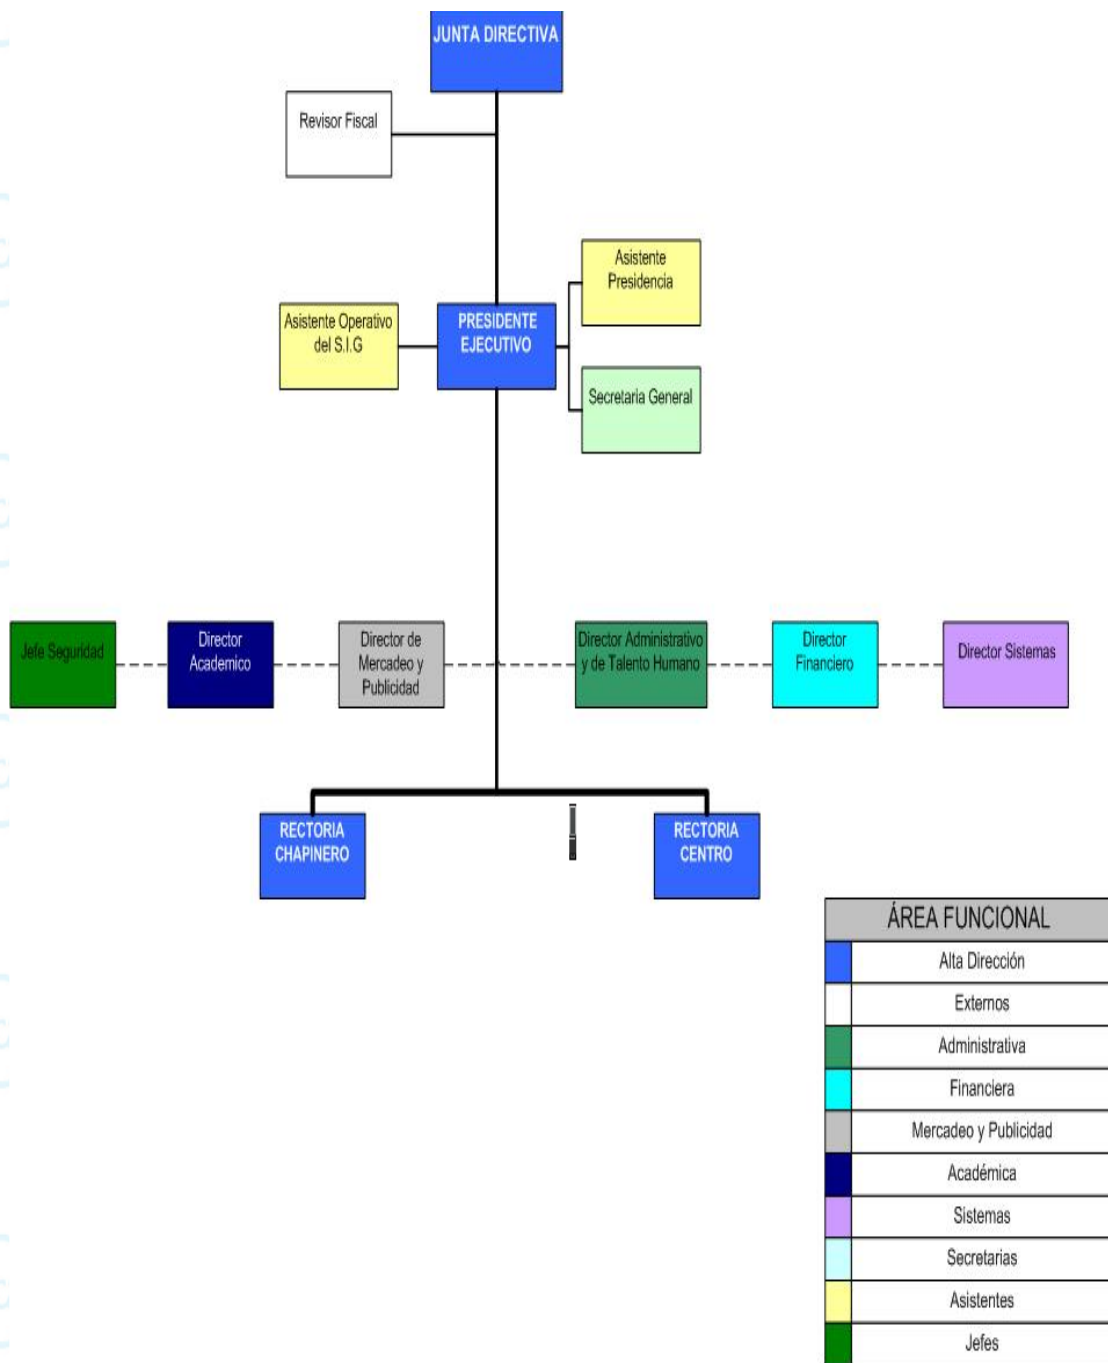 JUNTA DIRECTIVA
Revisor Fiscal
Asistente
Presidencia
Asistente Operativo
del S.I.G
PRESIDENTE
EJECUTIVO
Secretaria General
Jefe Seguridad
Director
Academico
Director de
Mercadeo y
Publicidad
Director Administrativo
y de Talento Humano
Director
Financiero
Director Sistemas
RECTORIA
CHAPINERO
RECTORIA
CENTRO
ÁREA FUNCIONAL
Alta Dirección
Externos
Administrativa
Financiera
Mercadeo y Publicidad
Académica
Sistemas
Secretarias
Asistentes
Jefes